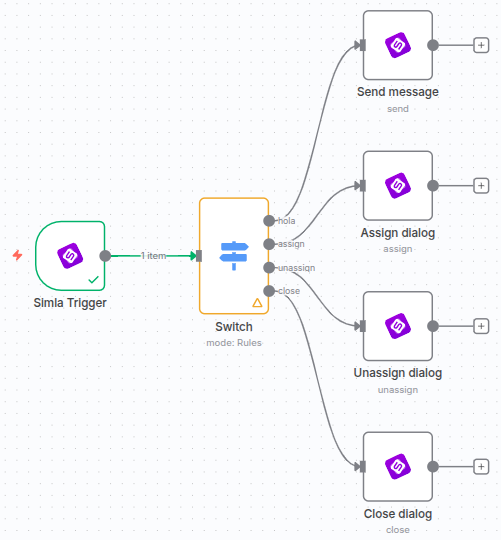 Send message
send
hola
assign
unassign
close
1 item
Simla Trigger
Switch
mode: Rules
Assign dialog
assign
Unassign dialog
unassign
Close dialog
close